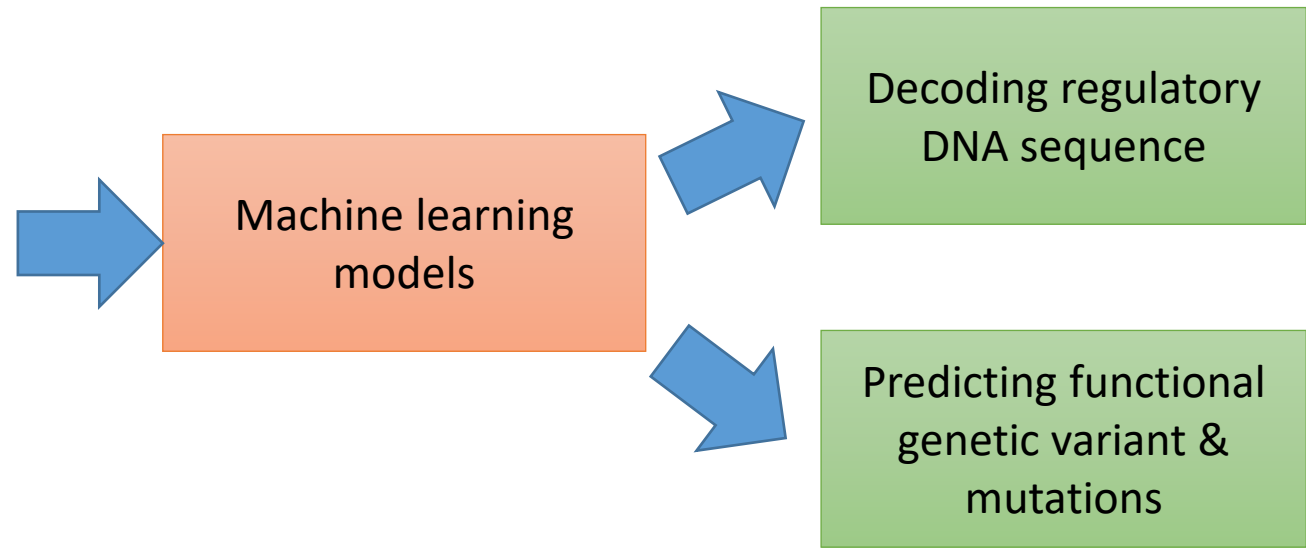 Machine learning
models
Decoding regulatory
DNA sequence
Predicting functional
genetic variant &
mutations